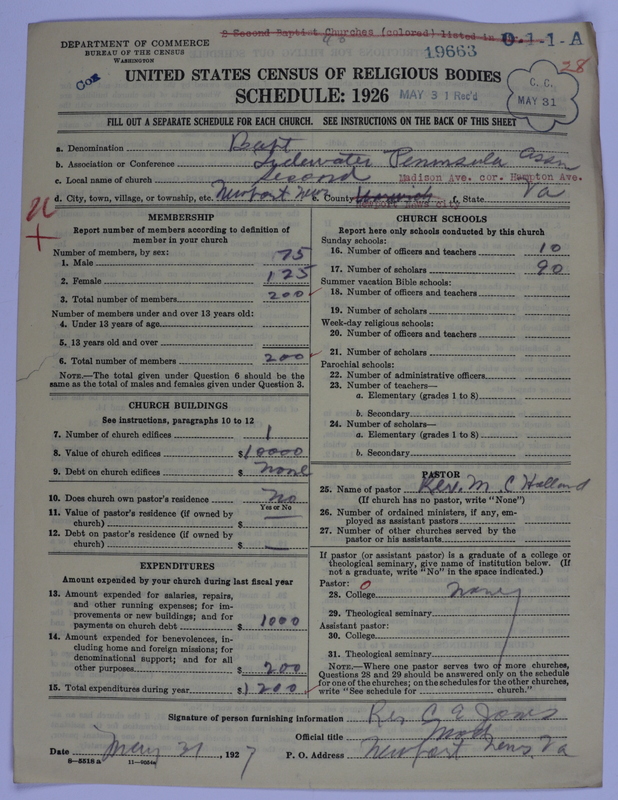 2 Second Baptist Churches (colored) listed in 0-1-1-A
DEPARTMENT OF COMMERCE
BUREAU OF THE CENSUS
WASHINGTON
19663
28
UNITED STATES CENSUS OF RELIGIOUS BODIES
SCHEDULE: 1926
MAY 31 Rec'd
C. C.
MAY 31
FILL OUT A SEPARATE SCHEDULE FOR EACH CHURCH. SEE INSTRUCTIONS ON THE BACK OF THIS SHEET
a. Denomination Bapt
b. Association or Conference Tidewater Peninsula Assn
c. Local name of church Second Madison Ave. cor. Hampton Ave.
d. City, town, village, or township, etc. Newport News e. County Warwick f. State Va
Newport News city
MEMBERSHIP
Report number of members according to definition of
member in your church
Number of members, by sex:
1. Male 75
2. Female 125
3. Total number of members 200
Number of members under and over 13 years old:
4. Under 13 years of age
5. 13 years old and over
6. Total number of members 200
NOTE.—The total given under Question 6 should be the
same as the total of males and females given under Question 3.
CHURCH BUILDINGS
See instructions, paragraphs 10 to 12
7. Number of church edifices 1
8. Value of church edifices $10000
9. Debt on church edifices $ none
10. Does church own pastor's residence No
Yes or No
11. Value of pastor's residence (if owned by
church) $
12. Debt on pastor's residence (if owned by
church) $
EXPENDITURES
Amount expended by your church during last fiscal year
13. Amount expended for salaries, repairs,
and other running expenses; for im-
provements or new buildings; and for
payments on church debt $ 1000
14. Amount expended for benevolences, in-
cluding home and foreign missions; for
denominational support; and for all
other purposes $ 200
15. Total expenditures during year $1200
CHURCH SCHOOLS
Report here only schools conducted by this church
Sunday schools:
16. Number of officers and teachers 10
17. Number of scholars 90
Summer vacation Bible schools:
18. Number of officers and teachers
19. Number of scholars
Week-day religious schools:
20. Number of officers and teachers
21. Number of scholars
Parochial schools:
22. Number of administrative officers
23. Number of teachers—
a. Elementary (grades 1 to 8)
b. Secondary
24. Number of scholars—
a. Elementary (grades 1 to 8)
b. Secondary
PASTOR
25. Name of pastor Rev. M. C. Holland
(If church has no pastor, write "None")
26. Number of ordained ministers, if any, em-
ployed as assistant pastors
27. Number of other churches served by the
pastor or his assistants
If pastor (or assistant pastor) is a graduate of a college or
theological seminary, give name of institution below. (If
not a graduate, write "No" in the space indicated.)
Pastor: 0
28. College
29. Theological seminary
Assistant pastor:
30. College
31. Theological seminary
NOTE.—Where one pastor serves two or more churches,
Questions 28 and 29 should be answered only on the schedule
for one of the churches; on the schedules for the other churches,
write "See schedule for church."
Signature of person furnishing information Rev C E Jones
Official title
Date May 31, 1927 P. O. Address Newport News. Va
8-5518 a